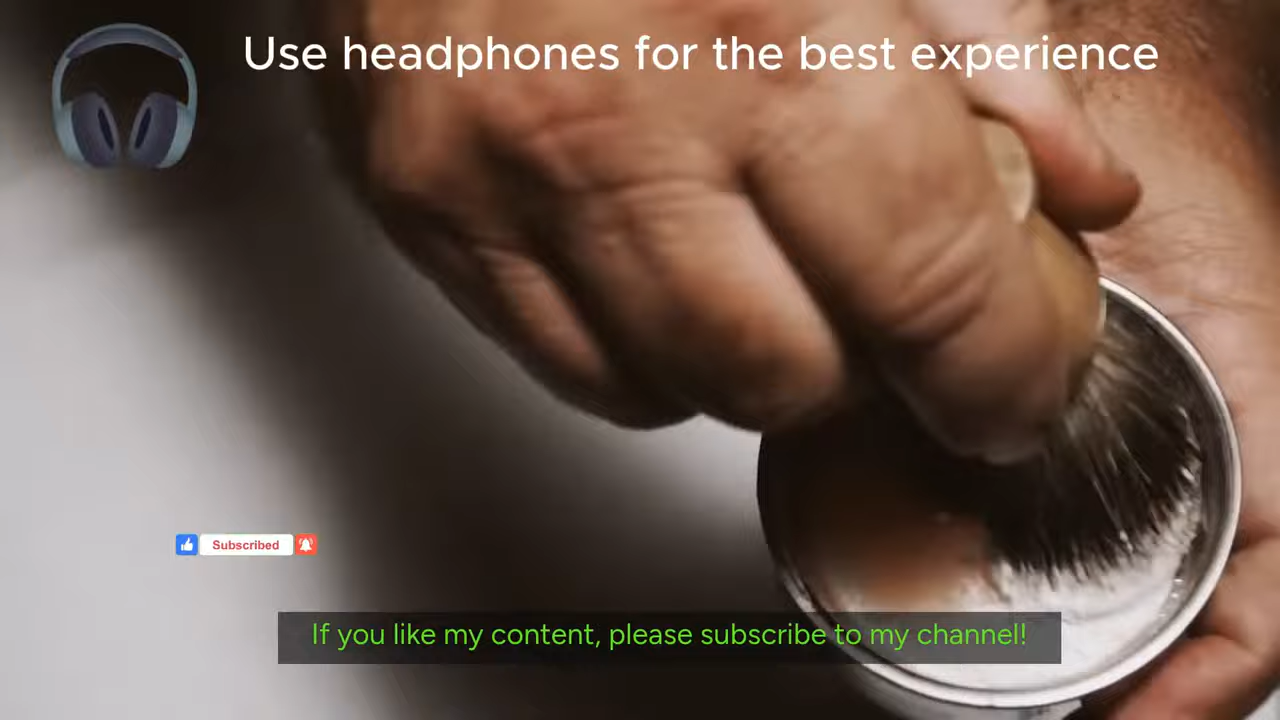 Use headphones for the best experience
Subscribed
If you like my content, please subscribe to my channel!